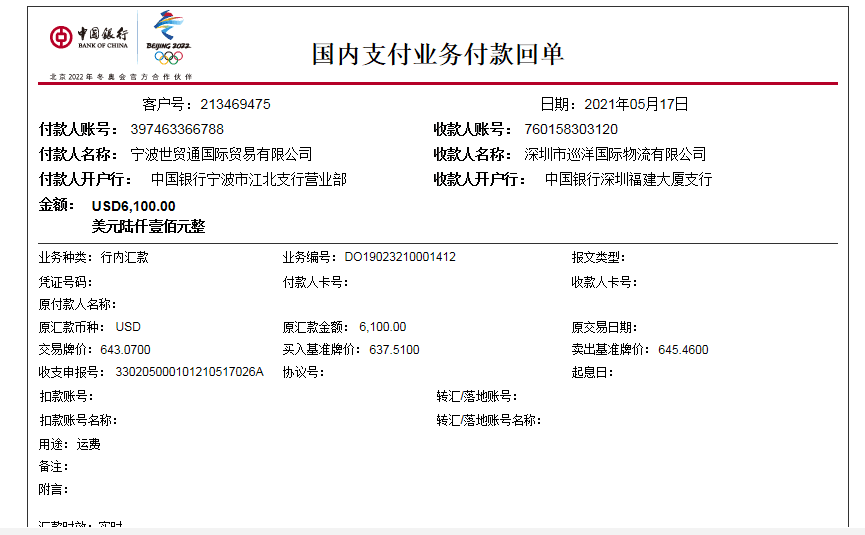 中国银行
BANK OF CHINA
BEIJING 2022
北京2022年冬奥会官方合作伙伴
国内支付业务付款回单
客户号：213469475 日期：2021年05月17日
付款人账号： 397463366788 收款人账号： 760158303120
付款人名称： 宁波世贸通国际贸易有限公司 收款人名称： 深圳市巡洋国际物流有限公司
付款人开户行： 中国银行宁波市江北支行营业部 收款人开户行： 中国银行深圳福建大厦支行
金额： USD6,100.00
美元陆仟壹佰元整
业务种类：行内汇款 业务编号：DO19023210001412 报文类型：
凭证号码： 付款人卡号： 收款人卡号：
原付款人名称：
原汇款币种： USD 原汇款金额： 6,100.00 原交易日期：
交易牌价：643.0700 买入基准牌价： 637.5100 卖出基准牌价： 645.4600
收支申报号： 330205000101210517026A 协议号： 起息日：
扣款账号： 转汇/落地账号：
扣款账号名称： 转汇/落地账号名称：
用途：运费
备注：
附言：
汇款时效：实时